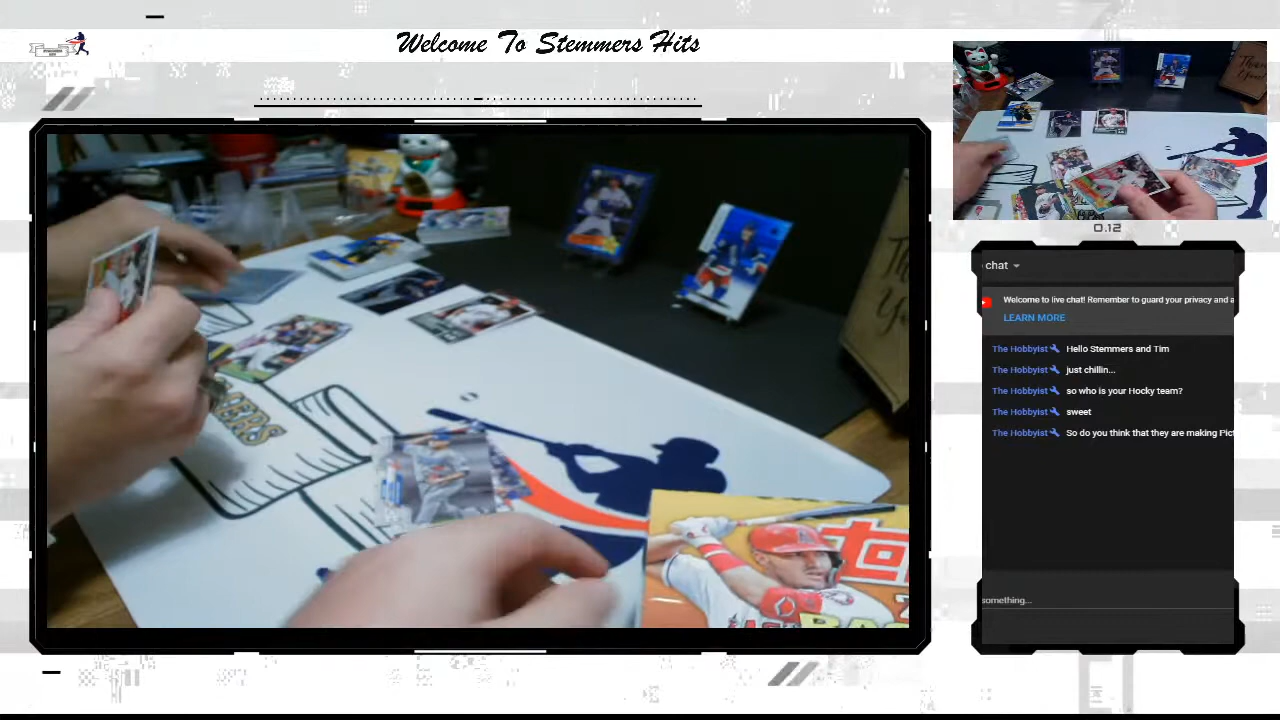 Welcome To Stemmers Hits
0.12
chat
Welcome to live chat! Remember to guard your privacy and a
LEARN MORE
The Hobbyist Hello Stemmers and Tim
The Hobbyist just chillin...
The Hobbyist so who is your Hocky team?
The Hobbyist sweet
The Hobbyist So do you think that they are making Pict
something...